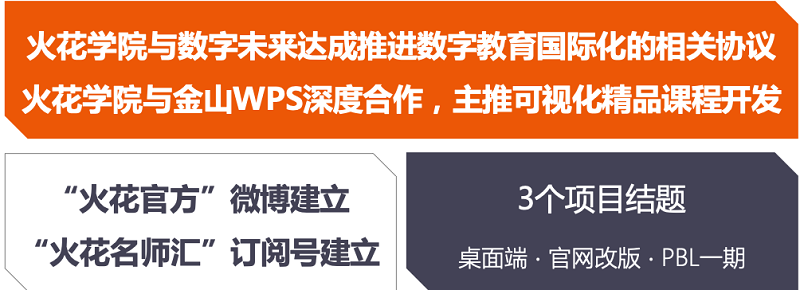 火花学院与数字未来达成推进数字教育国际化的相关协议
火花学院与金山WPS深度合作，主推可视化精品课程开发
“火花官方”微博建立
“火花名师汇”订阅号建立
3个项目结题
桌面端·官网改版·PBL一期